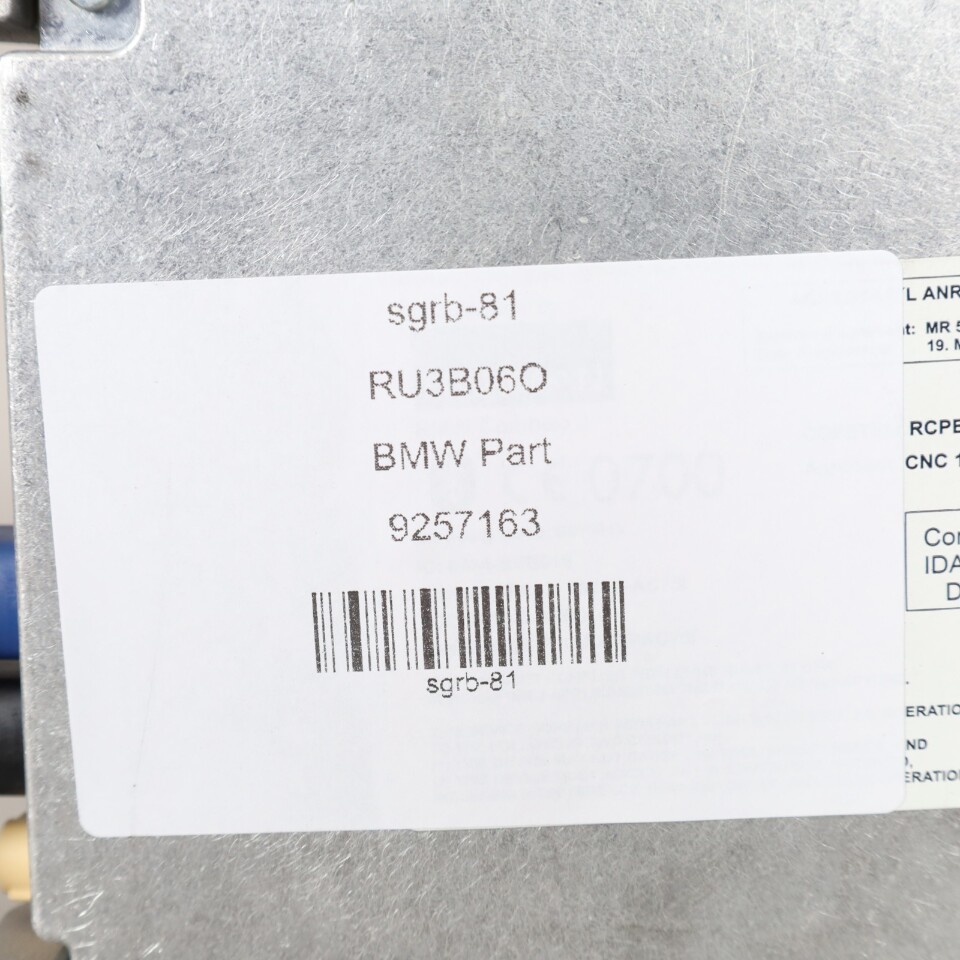 sgrb-81
RU3B06O
BMW Part
9257163
sgrb-81
L ANR
t: MR 5
19. M
RCPE
CNC 1
Cor
IDA
D
ERATIO
ND
ERATIO